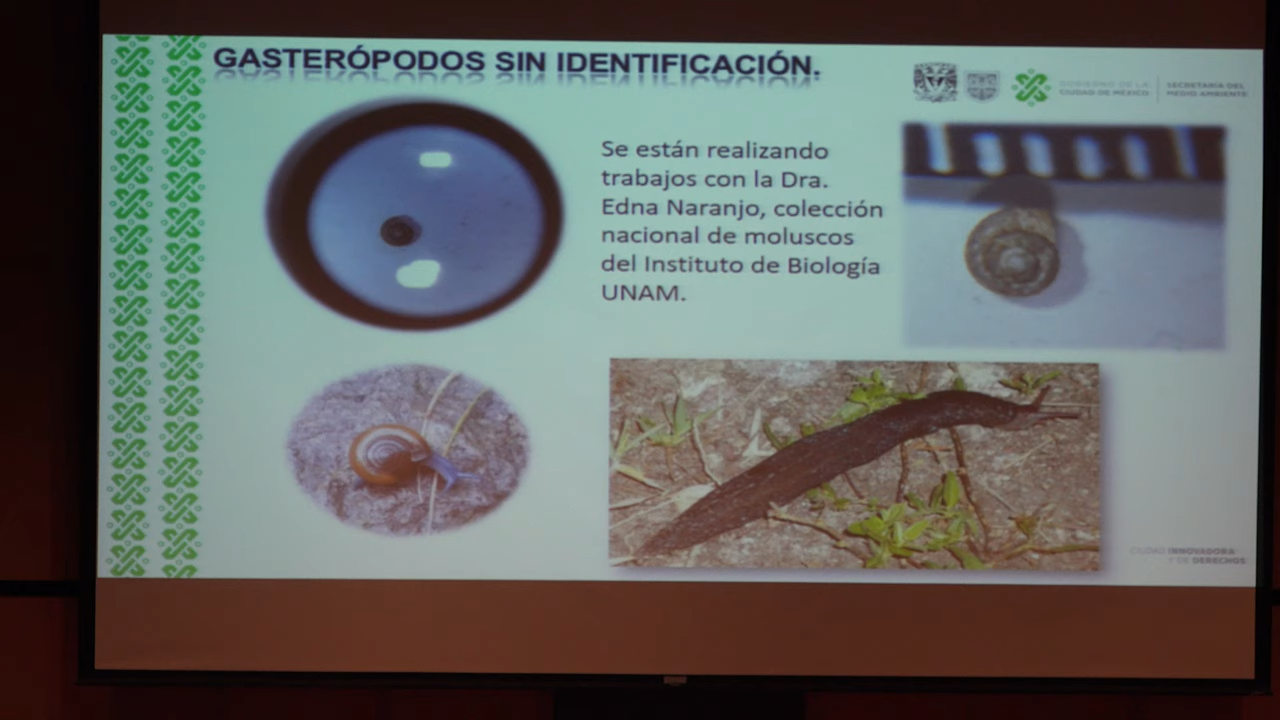 GASTERÓPODOS SIN IDENTIFICACIÓN.
GOBIERNO DE LA
CIUDAD DE MÉXICO
SECRETARÍA DEL
MEDIO AMBIENTE
Se están realizando
trabajos con la Dra.
Edna Naranjo, colección
nacional de moluscos
del Instituto de Biología
UNAM.
CIUDAD INNOVADORA
Y DE DERECHOS